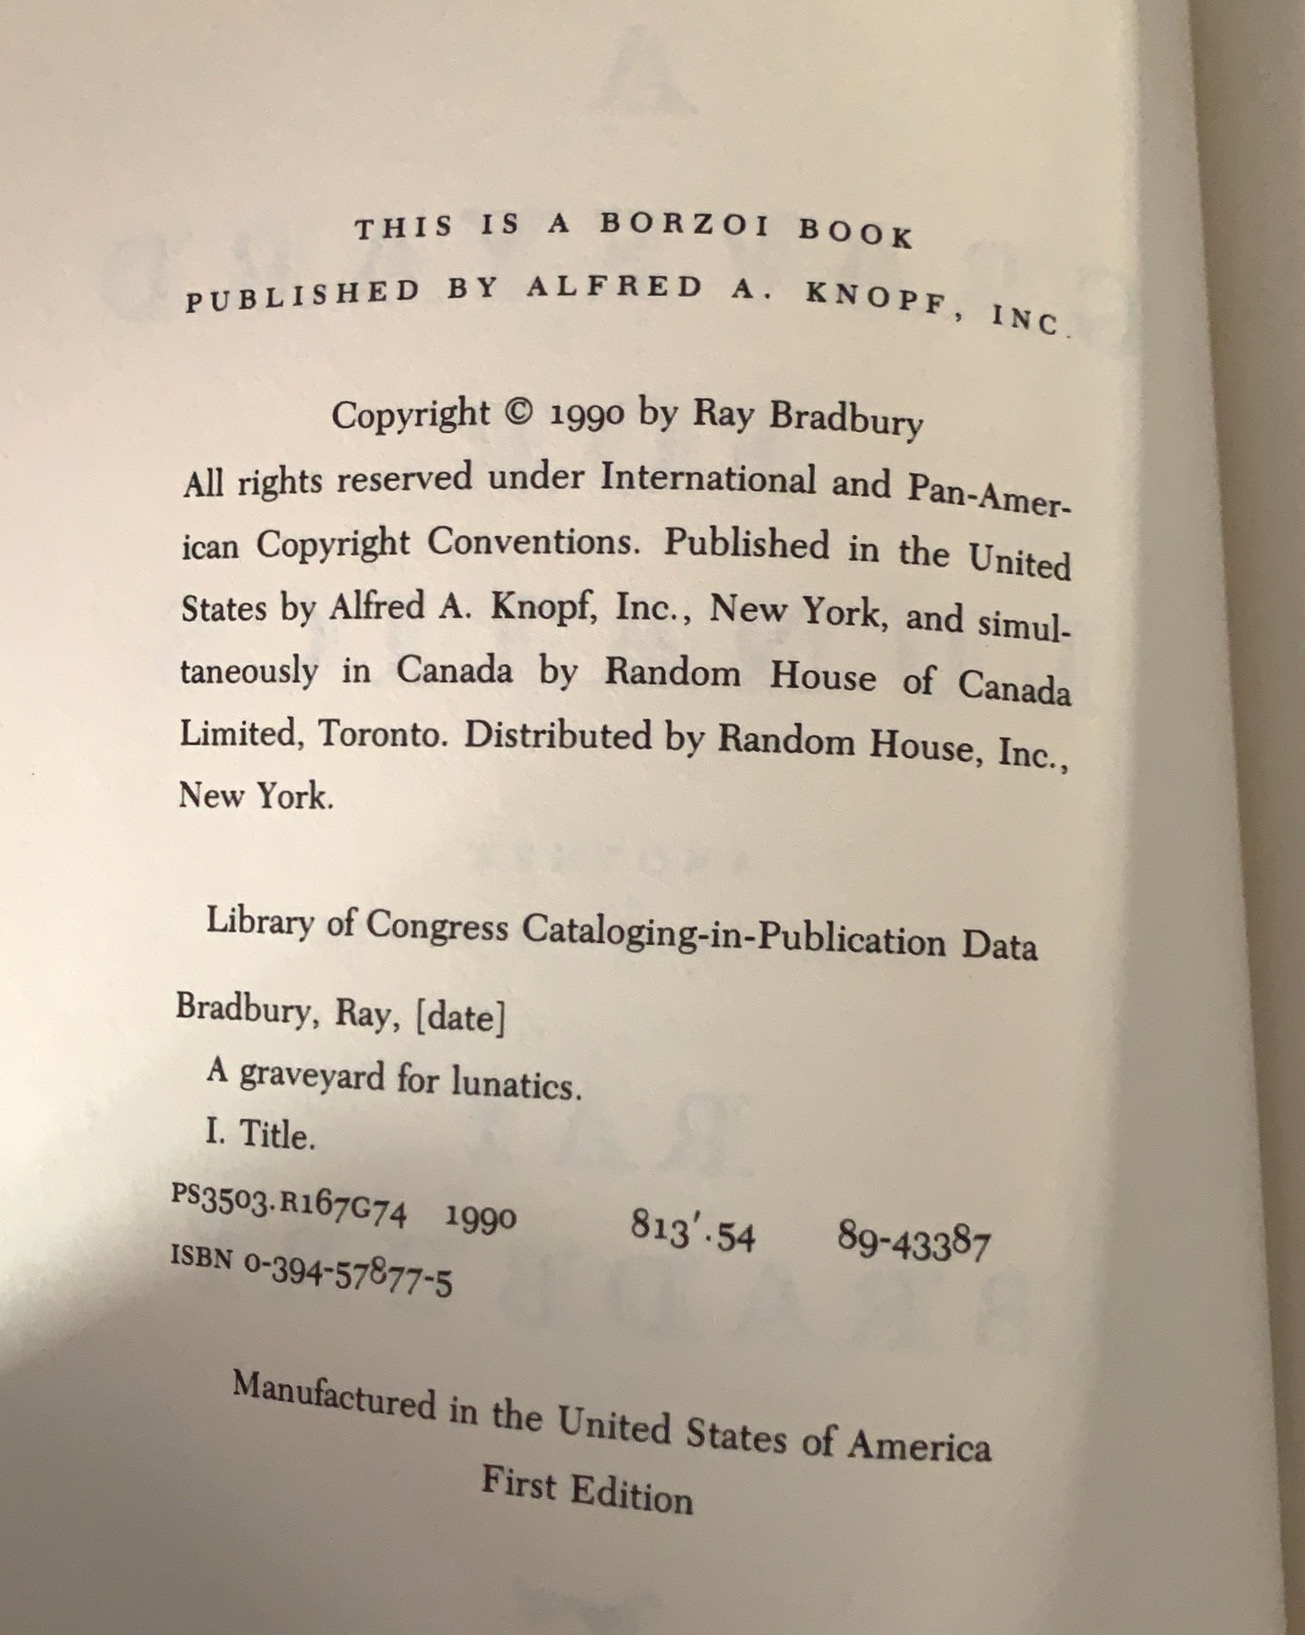 THIS IS A BORZOI BOOK
PUBLISHED BY ALFRED A. KNOPF, INC.
Copyright © 1990 by Ray Bradbury
All rights reserved under International and Pan-Amer-
ican Copyright Conventions. Published in the United
States by Alfred A. Knopf, Inc., New York, and simul-
taneously in Canada by Random House of Canada
Limited, Toronto. Distributed by Random House, Inc.,
New York.
Library of Congress Cataloging-in-Publication Data
Bradbury, Ray, [date]
A graveyard for lunatics.
I. Title.
PS3503.R167G74 1990 813′.54 89-43387
ISBN 0-394-57877-5
Manufactured in the United States of America
First Edition